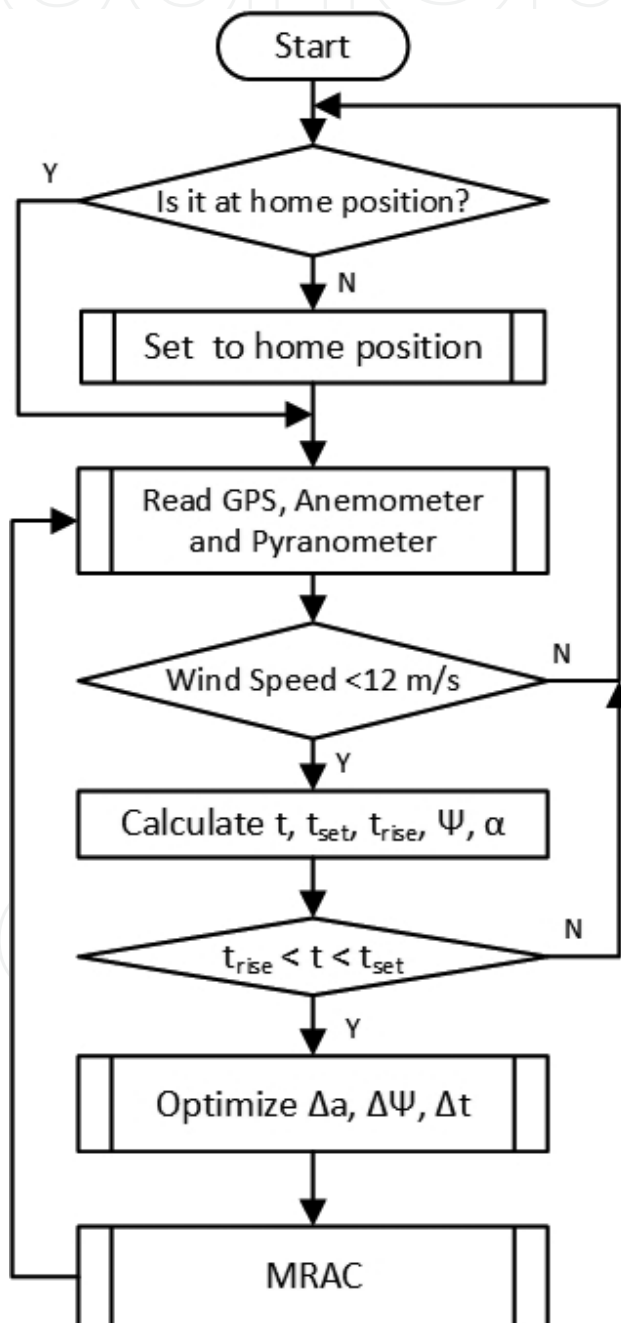 Start
Y
Is it at home position?
N
Set to home position
Read GPS, Anemometer
and Pyranometer
N
Wind Speed <12 m/s
Y
Calculate t, tset, trise, Ψ, α
N
trise < t < tset
Y
Optimize Δa, ΔΨ, Δt
MRAC